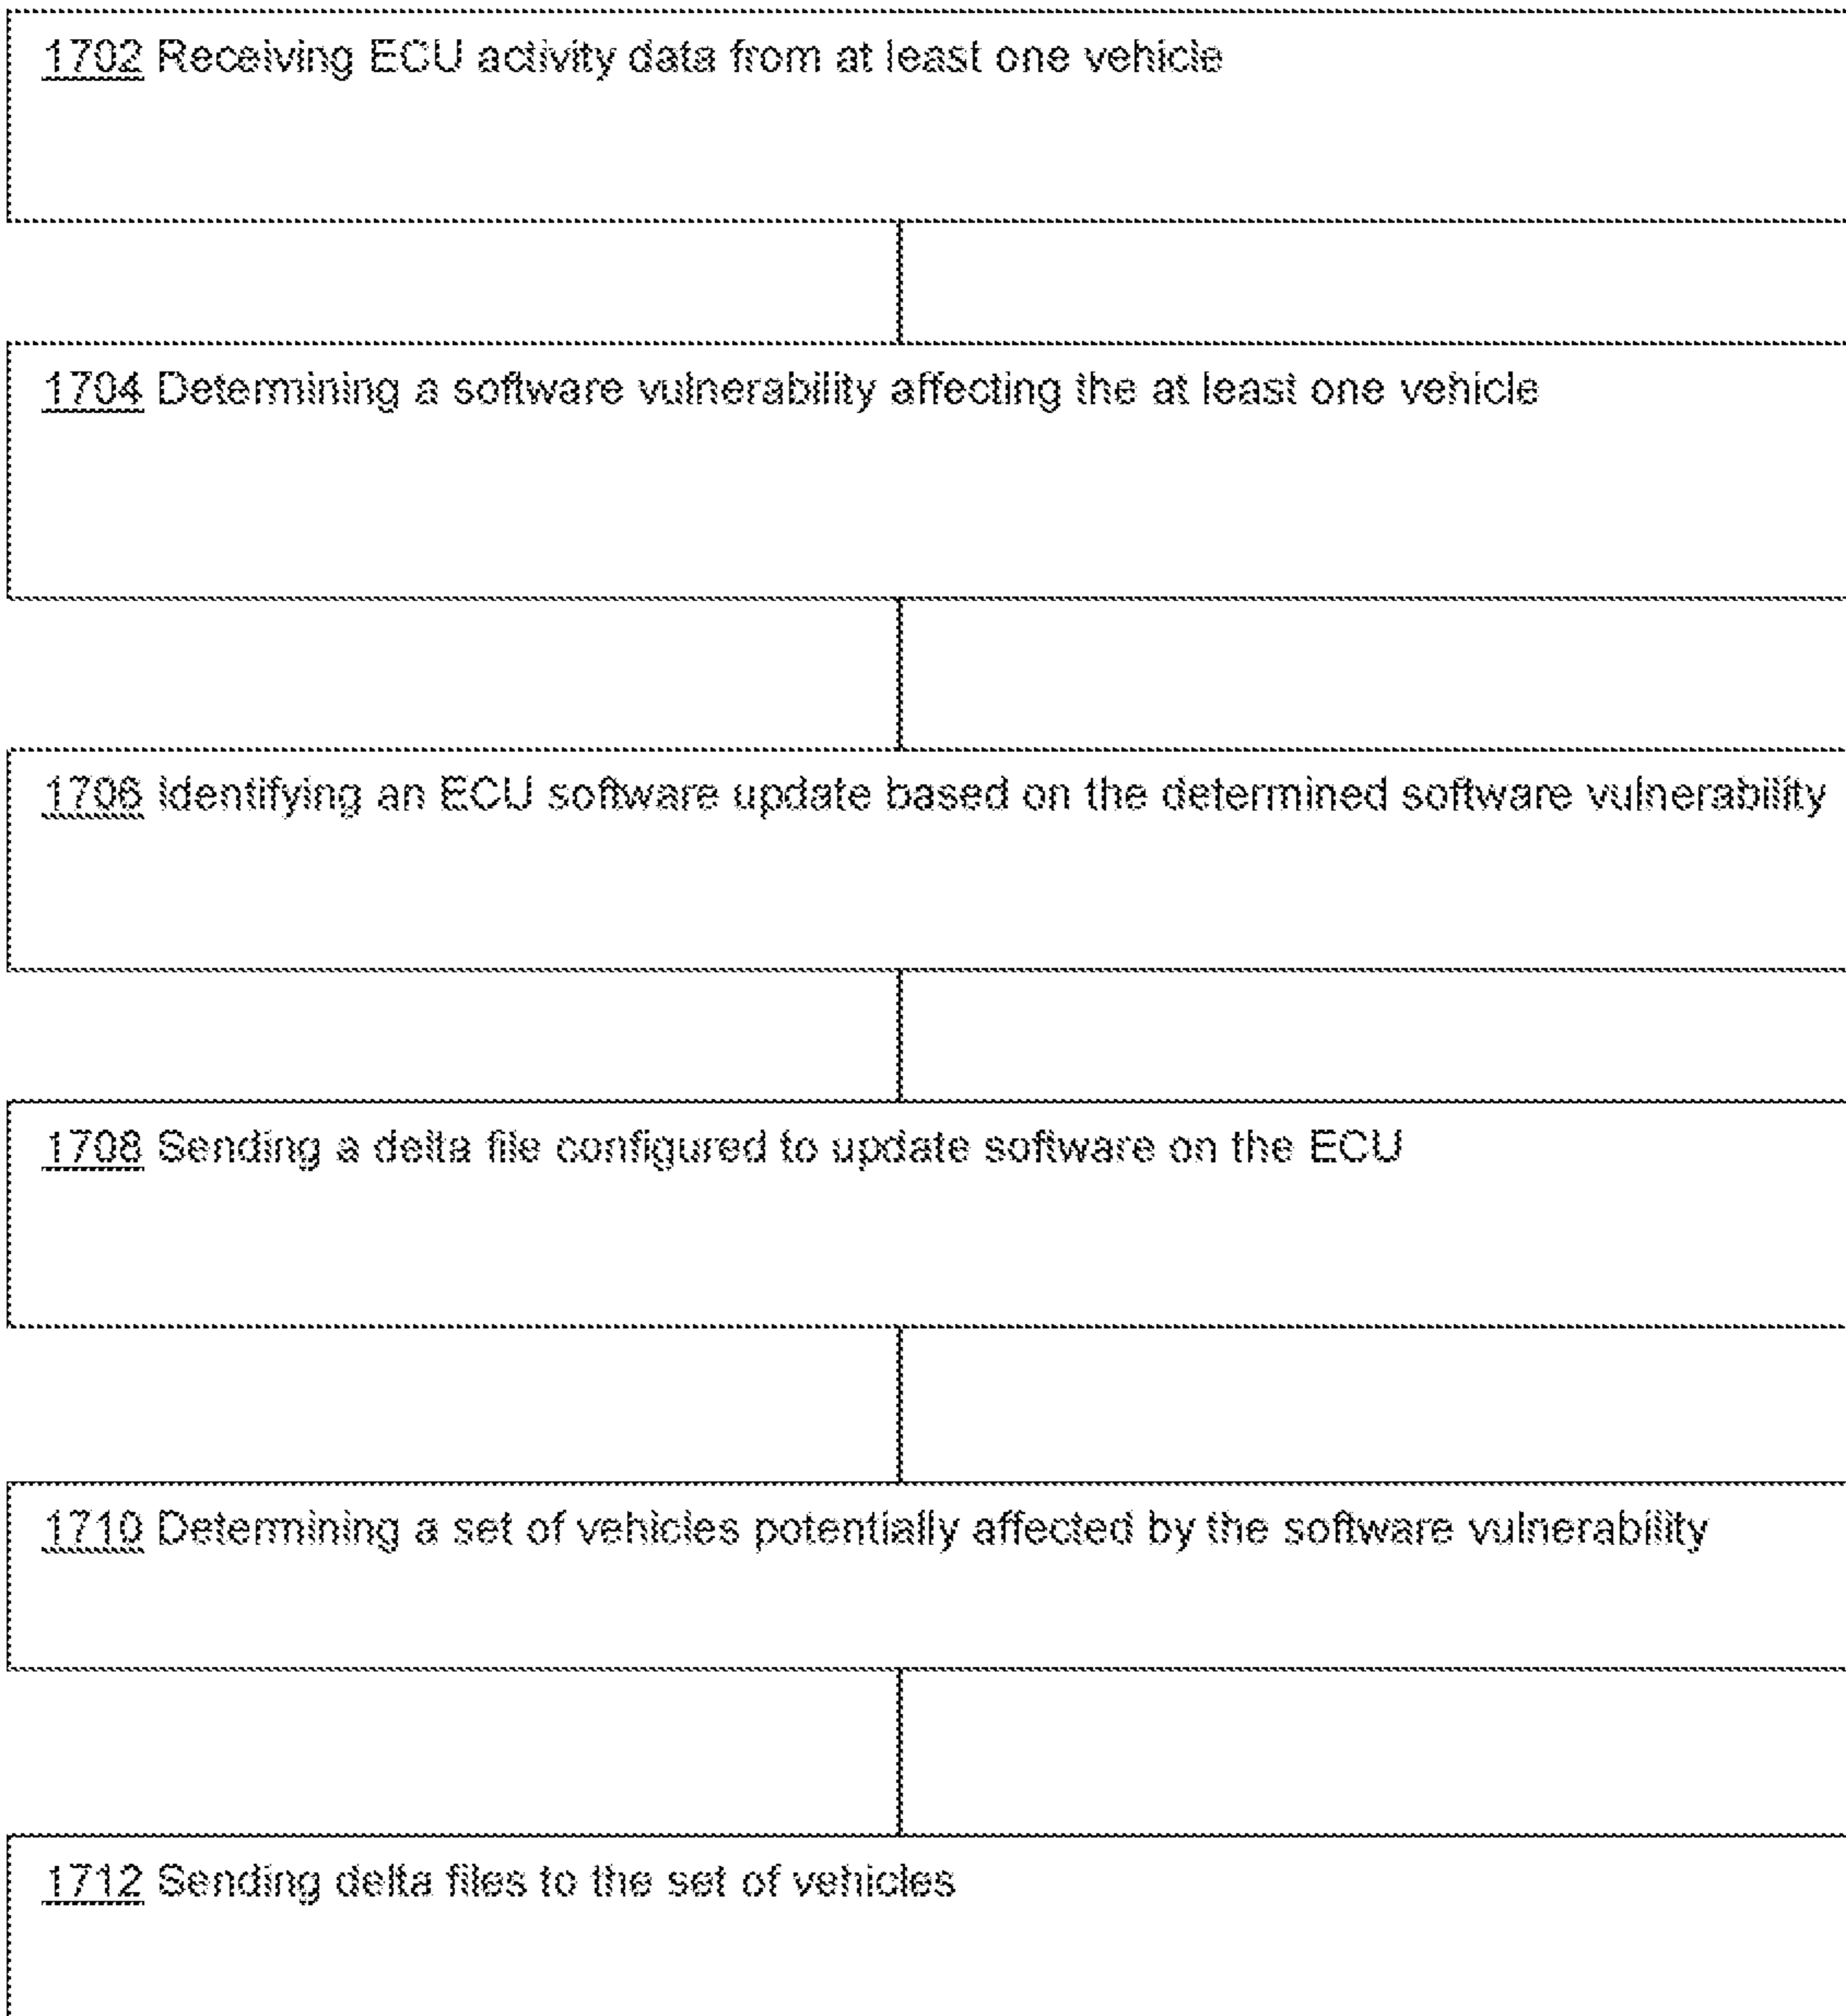 1702 Receiving ECU activity data from at least one vehicle
1704 Determining a software vulnerability affecting the at least one vehicle
1706 Identifying an ECU software update based on the determined software vulnerability
1708 Sending a delta file configured to update software on the ECU
1710 Determining a set of vehicles potentially affected by the software vulnerability
1712 Sending delta files to the set of vehicles